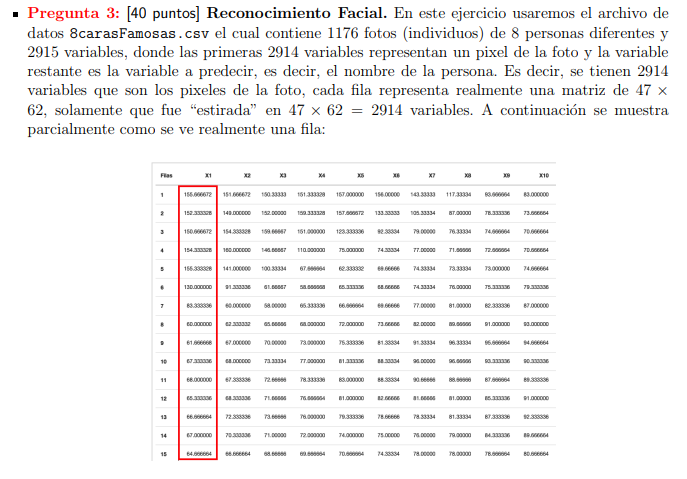 ▪ Pregunta 3: [40 puntos] Reconocimiento Facial. En este ejercicio usaremos el archivo de
datos 8carasFamosas.csv el cual contiene 1176 fotos (individuos) de 8 personas diferentes y
2915 variables, donde las primeras 2914 variables representan un pixel de la foto y la variable
restante es la variable a predecir, es decir, el nombre de la persona. Es decir, se tienen 2914
variables que son los pixeles de la foto, cada fila representa realmente una matriz de 47 ×
62, solamente que fue “estirada” en 47 × 62 = 2914 variables. A continuación se muestra
parcialmente como se ve realmente una fila:
Filas X1 X2 X3 X4 X5 X6 X7 X8 X9 X10
1 155.666672 151.666672 150.33333 151.333328 157.000000 156.00000 143.33333 117.33334 93.666664 83.000000
2 152.333328 149.000000 152.00000 159.333328 157.666672 133.33333 105.33334 87.00000 78.333336 73.666664
3 150.666672 154.333328 159.66667 151.000000 123.333336 92.33334 79.00000 76.33334 74.666664 70.666664
4 154.333328 160.000000 146.66667 110.000000 75.000000 74.33334 77.00000 71.66666 72.666664 70.666664
5 155.333328 141.000000 100.33334 67.666664 62.333332 69.66666 74.33334 73.33334 73.000000 74.666664
6 130.000000 91.333336 61.66667 58.666668 65.333336 68.66666 74.33334 76.00000 75.333336 79.333336
7 83.333336 60.000000 58.00000 65.333336 66.666664 69.66666 77.00000 81.00000 82.333336 87.000000
8 60.000000 62.333332 65.66666 68.000000 72.000000 73.66666 82.00000 89.66666 91.000000 93.000000
9 61.666668 67.000000 70.00000 73.000000 75.333336 81.33334 91.33334 96.33334 95.666664 94.666664
10 67.333336 68.000000 73.33334 77.000000 81.333336 88.33334 96.00000 96.66666 93.333336 90.333336
11 68.000000 67.333336 72.66666 78.333336 83.000000 88.33334 90.66666 88.66666 87.666664 89.333336
12 65.333336 68.333336 71.66666 76.666664 81.000000 82.66666 81.66666 81.00000 85.333336 91.000000
13 66.666664 72.333336 73.66666 76.000000 79.333336 78.66666 78.33334 81.33334 87.333336 92.333336
14 67.000000 70.333336 71.00000 72.000000 74.000000 75.00000 76.00000 79.00000 84.333336 89.666664
15 64.666664 66.666664 68.66666 69.666664 70.666664 74.33334 78.00000 78.00000 78.666664 80.666664